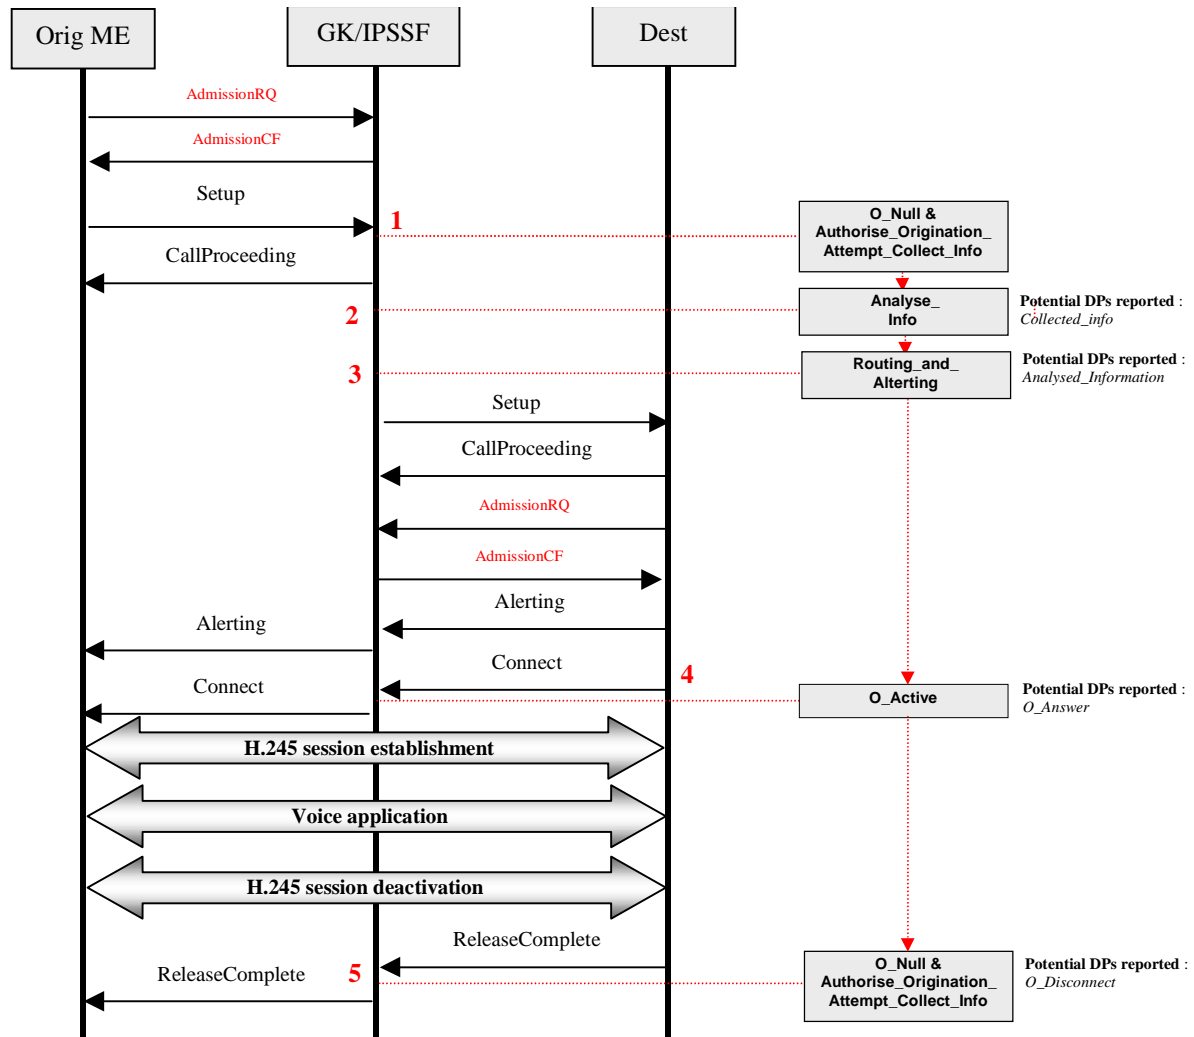 Orig ME
GK/IPSSF
Dest
AdmissionRQ
AdmissionCF
Setup
1
O_Null &
Authorise_Origination_
Attempt_Collect_Info
CallProceeding
2
Analyse_
Info
Potential DPs reported :
Collected_info
3
Routing_and_
Alterting
Potential DPs reported :
Analysed_Information
Setup
CallProceeding
AdmissionRQ
AdmissionCF
Alerting
Alerting
Connect
4
Connect
O_Active
Potential DPs reported :
O_Answer
H.245 session establishment
Voice application
H.245 session deactivation
ReleaseComplete
ReleaseComplete
5
O_Null &
Authorise_Origination_
Attempt_Collect_Info
Potential DPs reported :
O_Disconnect